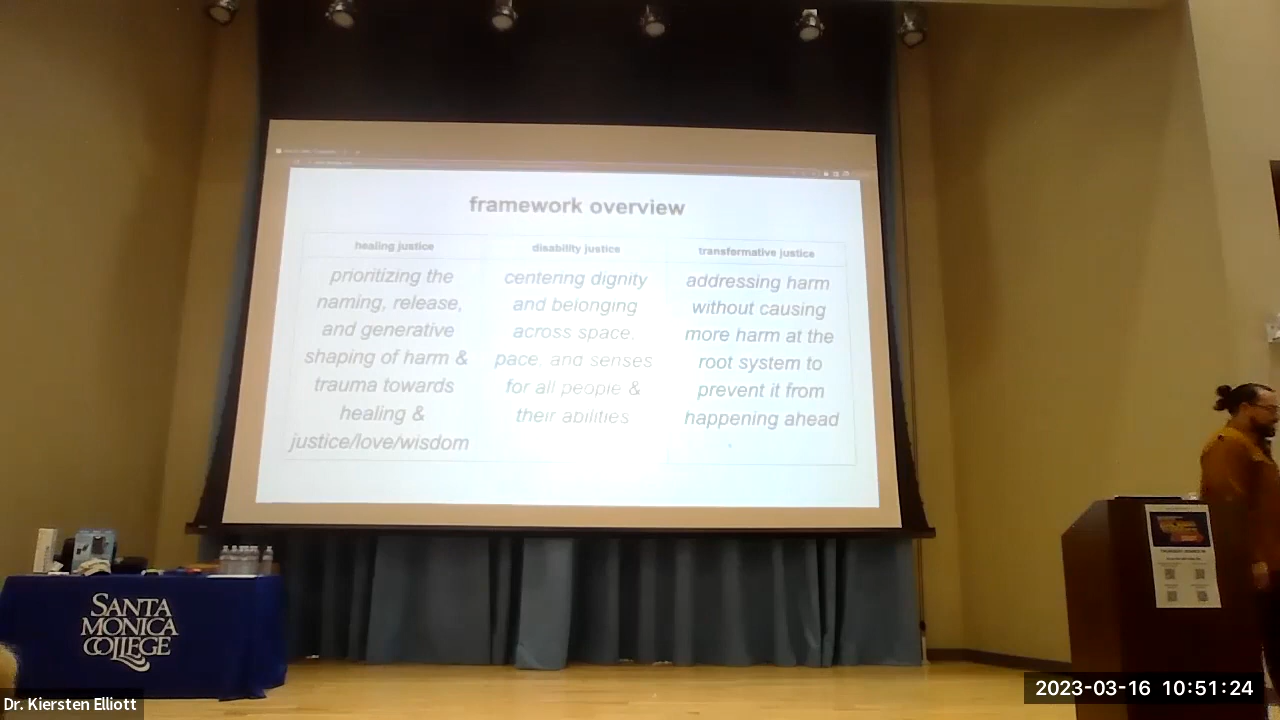 framework overview
healing justice
prioritizing the
naming, release,
and generative
shaping of harm &
trauma towards
healing &
justice/love/wisdom
disability justice
centering dignity
and belonging
across space,
pace, and senses
for all people &
their abilities
transformative justice
addressing harm
without causing
more harm at the
root system to
prevent it from
happening ahead
SANTA
MONICA
COLLEGE
Dr. Kiersten Elliott
2023-03-16 10:51:24